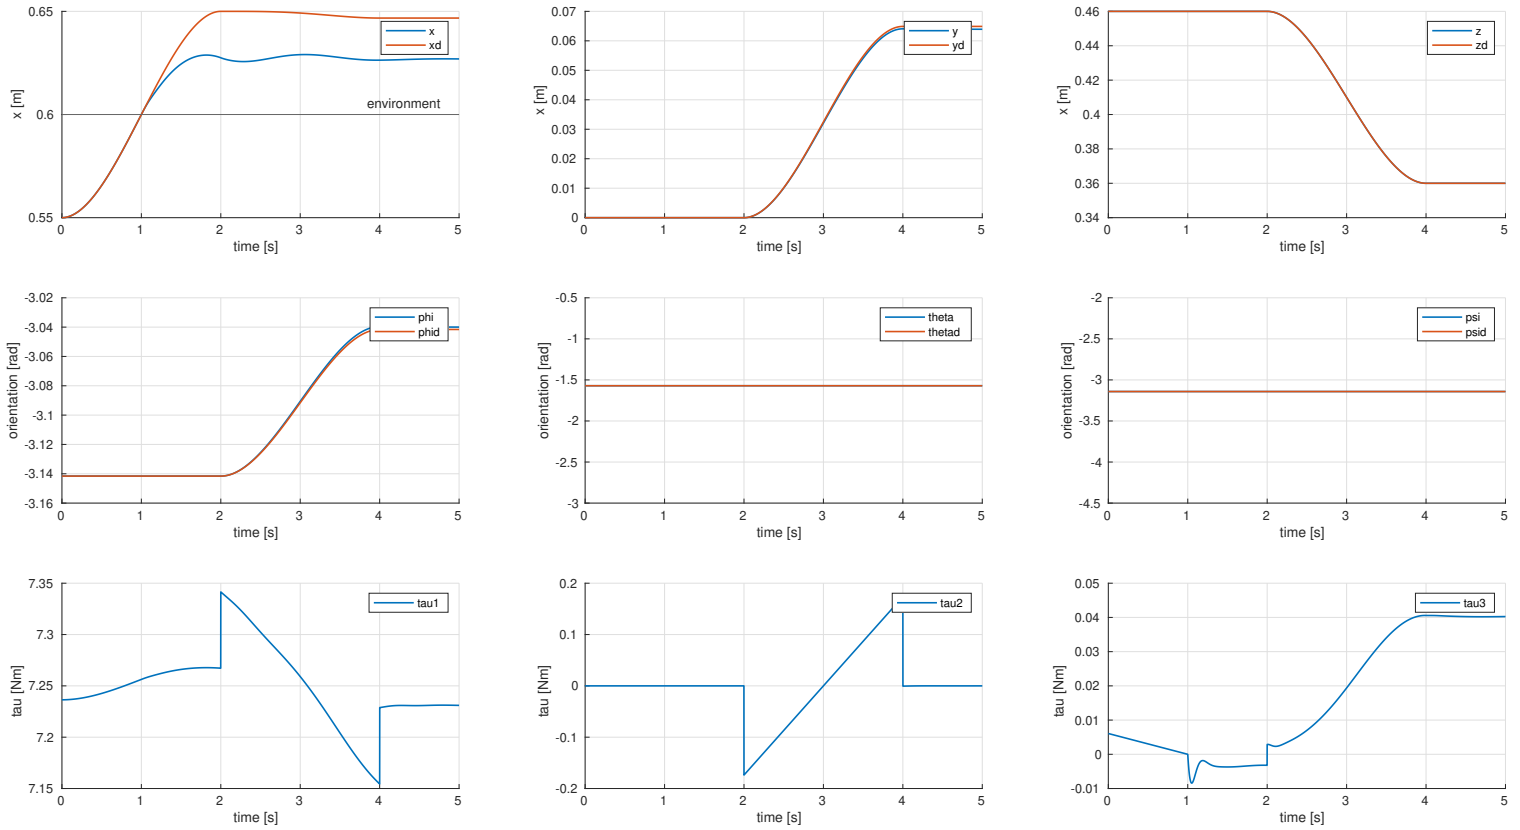 0.65
0.6
0.55
x [m]
x
xd
environment
0 1 2 3 4 5
time [s]
0.07
0.06
0.05
0.04
0.03
0.02
0.01
0
x [m]
y
yd
0 1 2 3 4 5
time [s]
0.46
0.44
0.42
0.4
0.38
0.36
0.34
x [m]
z
zd
0 1 2 3 4 5
time [s]
-3.02
-3.04
-3.06
-3.08
-3.1
-3.12
-3.14
-3.16
orientation [rad]
phi
phid
0 1 2 3 4 5
time [s]
-0.5
-1
-1.5
-2
-2.5
-3
orientation [rad]
theta
thetad
0 1 2 3 4 5
time [s]
-2
-2.5
-3
-3.5
-4
-4.5
orientation [rad]
psi
psid
0 1 2 3 4 5
time [s]
7.35
7.3
7.25
7.2
7.15
tau [Nm]
tau1
0 1 2 3 4 5
time [s]
0.2
0.1
0
-0.1
-0.2
tau [Nm]
tau2
0 1 2 3 4 5
time [s]
0.05
0.04
0.03
0.02
0.01
0
-0.01
tau [Nm]
tau3
0 1 2 3 4 5
time [s]